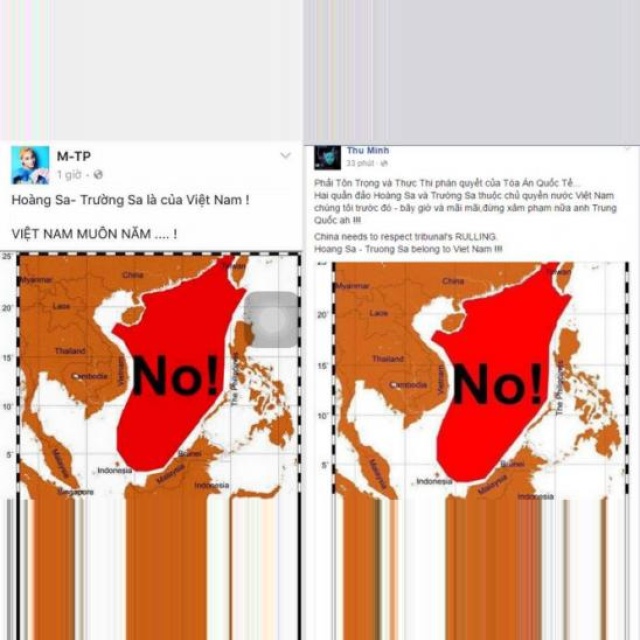 M-TP
1 giờ ·
Hoàng Sa- Trường Sa là của Việt Nam !
VIỆT NAM MUÔN NĂM .... !
25
20
15
10
5
Myanmar
China
Taiwan
Laos
Thailand
Cambodia
Vietnam
No!
The Philippines
Brunei
Malaysia
Indonesia
Malaysia
Singapore
Indonesia
Thu Minh
33 phút ·
Phải Tôn Trọng và Thực Thi phán quyết của Tòa Án Quốc Tế...
Hai quần đảo Hoàng Sa và Trường Sa thuộc chủ quyền nước Việt Nam
chúng tôi trước đó - bây giờ và mãi mãi,đừng xâm phạm nữa anh Trung
Quốc ah !!!
China needs to respect tribunal's RULLING.
Hoang Sa - Truong Sa belong to Viet Nam !!!
20
15
10
5
Myanmar
China
Taiwan
Laos
Thailand
Cambodia
Vietnam
No!
The Philippines
Brunei
Malaysia
Indonesia
Malaysia
Indonesia